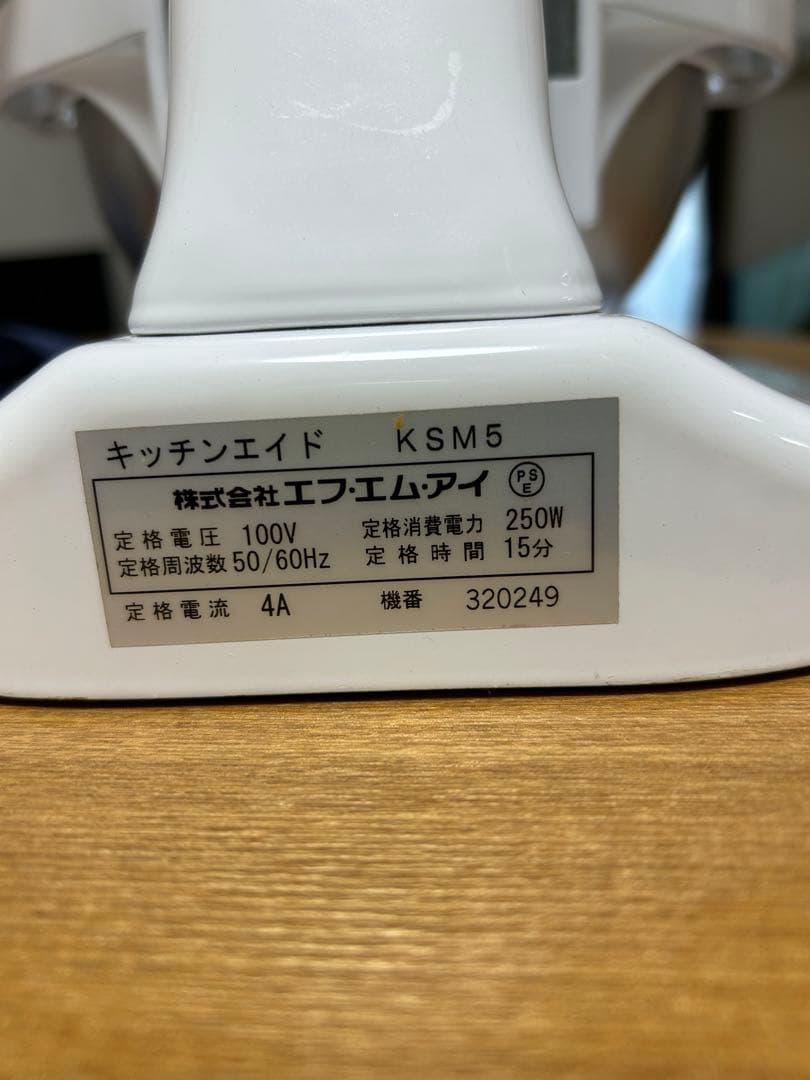 キッチンエイド KSM5
株式会社エフ・エム・アイ PSE
定格電圧 100V 定格消費電力 250W
定格周波数 50/60Hz 定格時間 15分
定格電流 4A 機番 320249